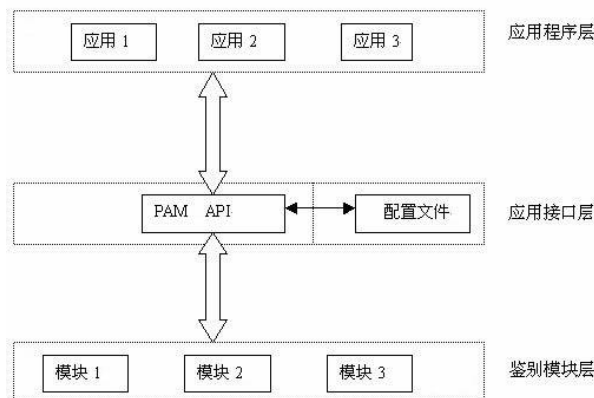 应用程序层
应用 1 应用 2 应用 3
PAM API 配置文件 应用接口层
鉴别模块层
模块 1 模块 2 模块 3